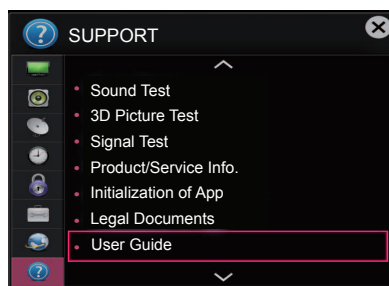 SUPPORT
Sound Test
3D Picture Test
Signal Test
Product/Service Info.
Initialization of App
Legal Documents
User Guide